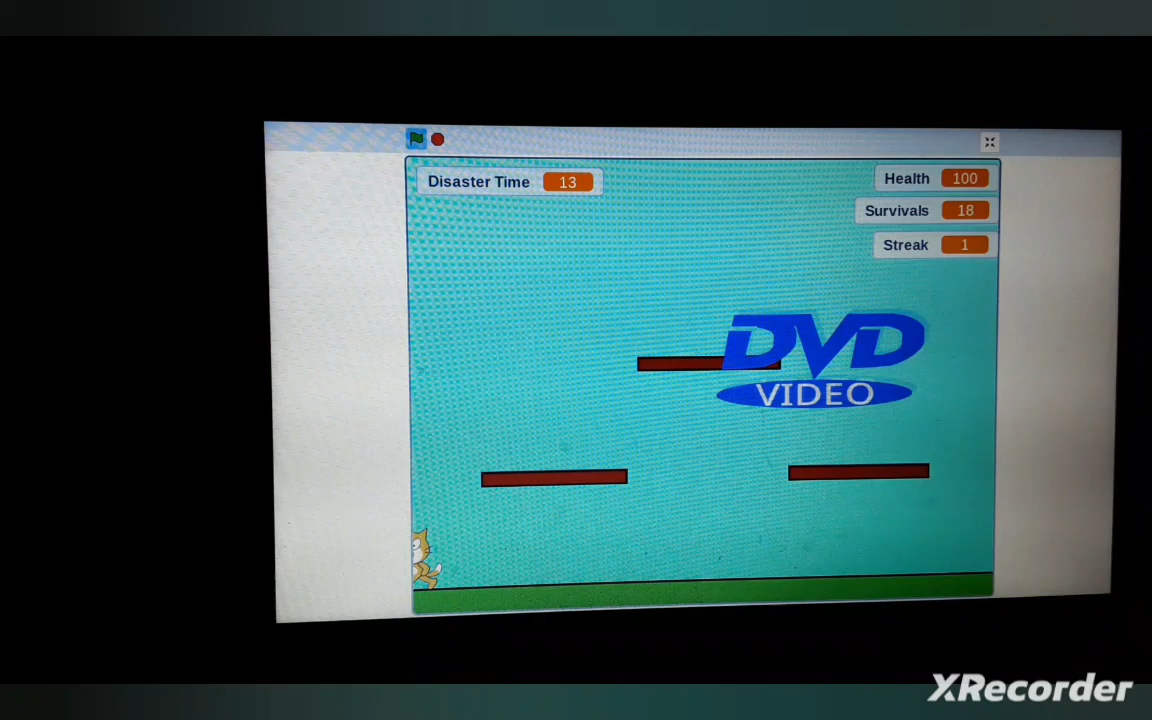 Disaster Time 13
Health 100
Survivals 18
Streak 1
DVD
VIDEO
XRecorder